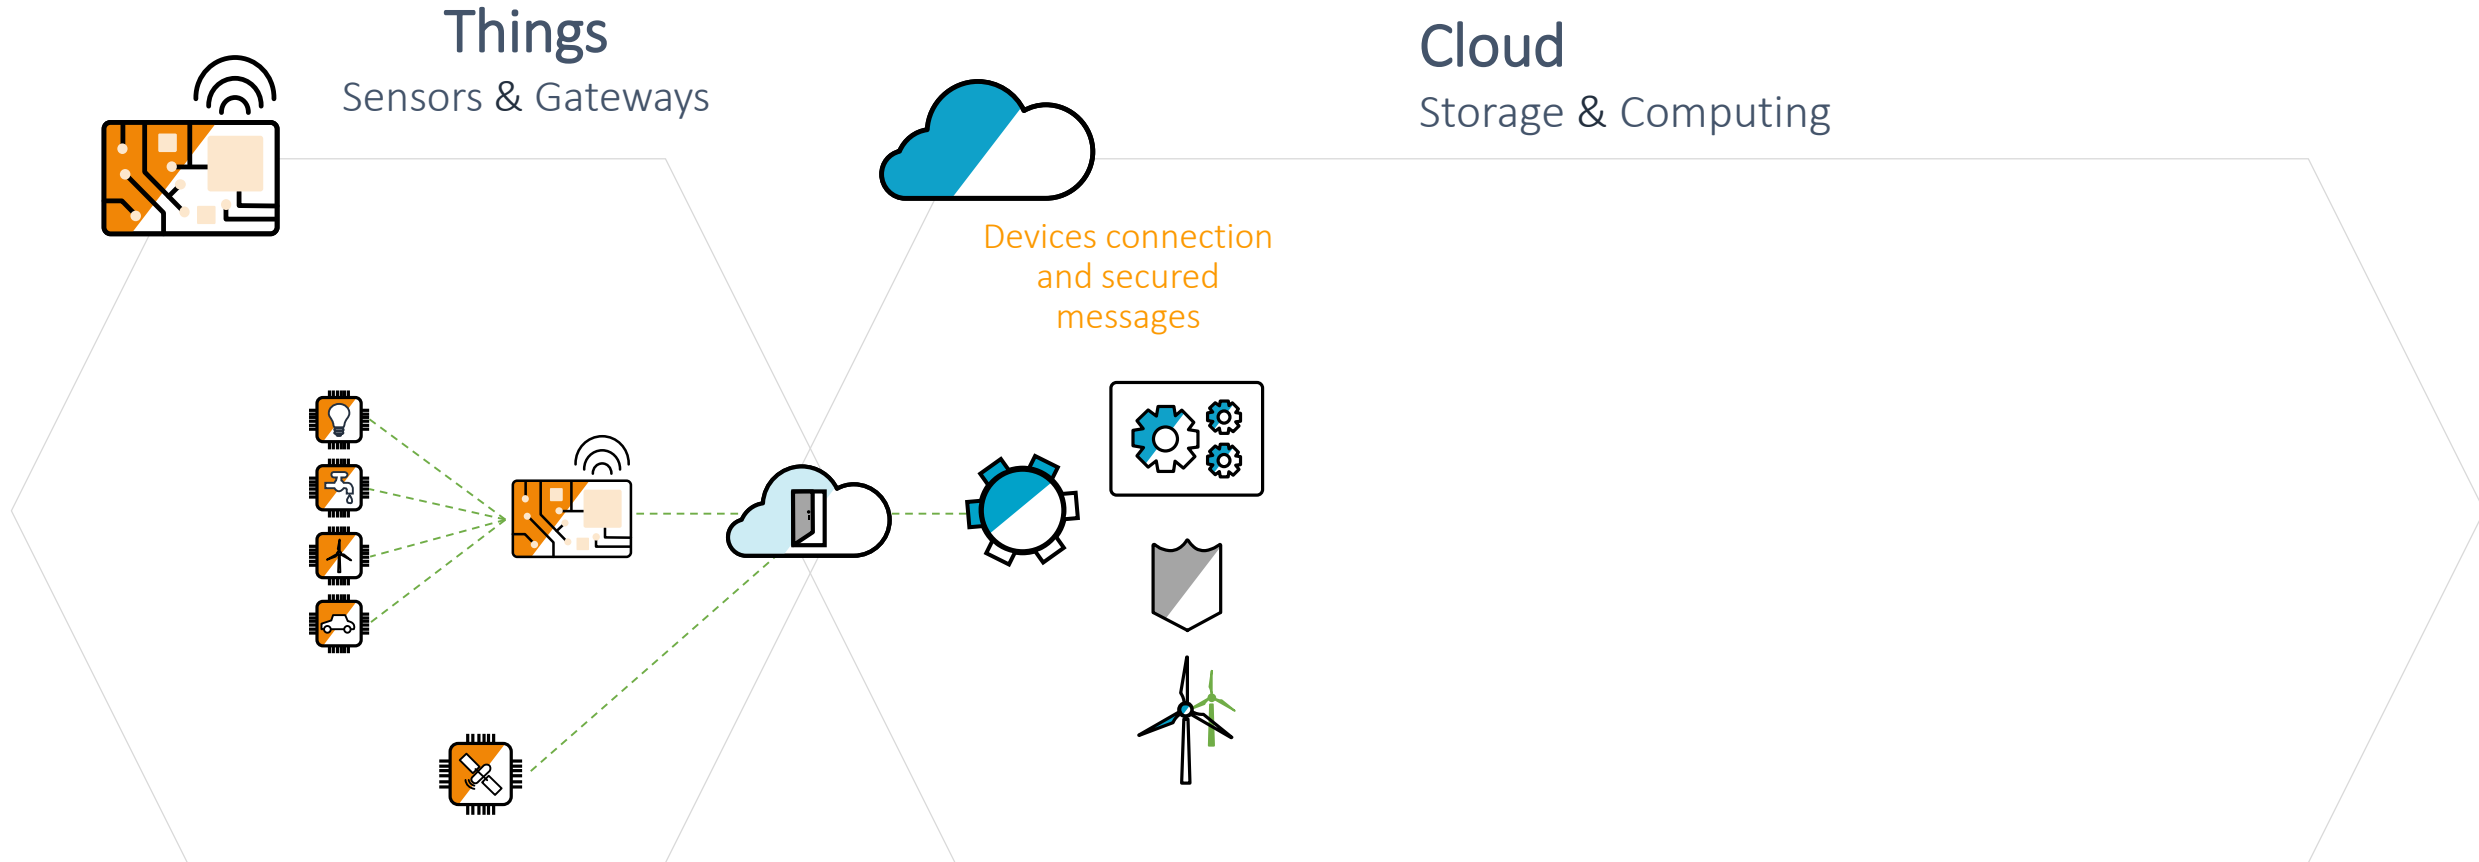 Things
Sensors & Gateways
Cloud
Storage & Computing
Devices connection
and secured
messages